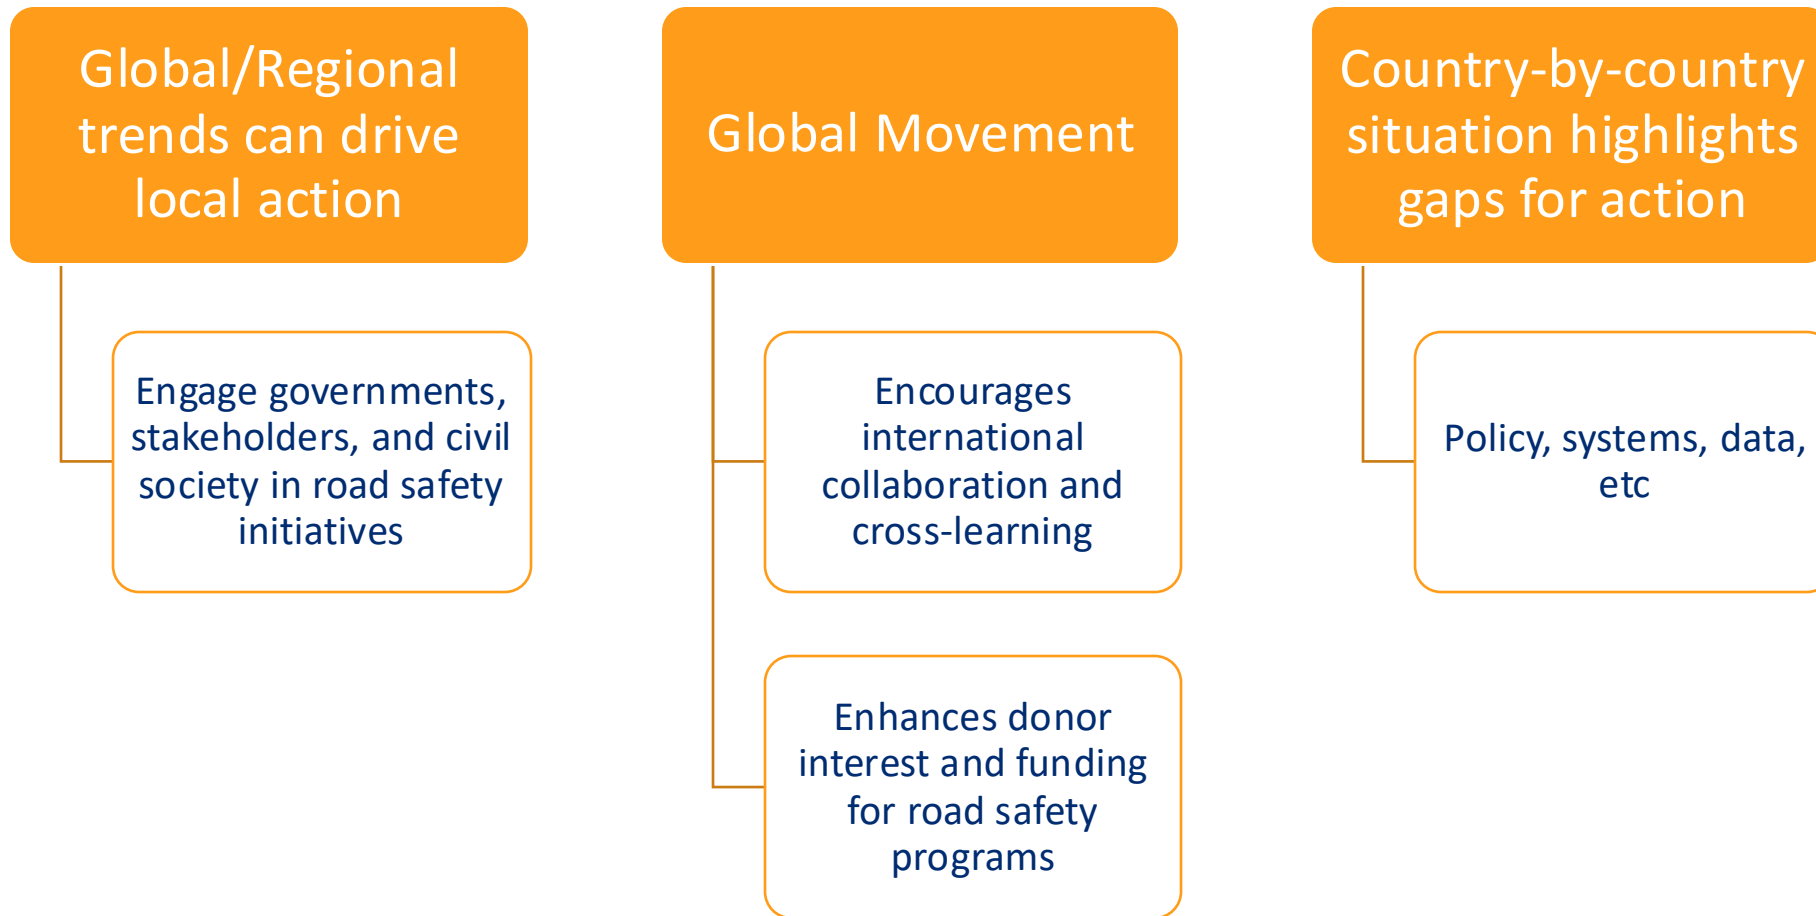 Global/Regional
trends can drive
local action
Engage governments,
stakeholders, and civil
society in road safety
initiatives
Global Movement
Encourages
international
collaboration and
cross-learning
Enhances donor
interest and funding
for road safety
programs
Country-by-country
situation highlights
gaps for action
Policy, systems, data,
etc